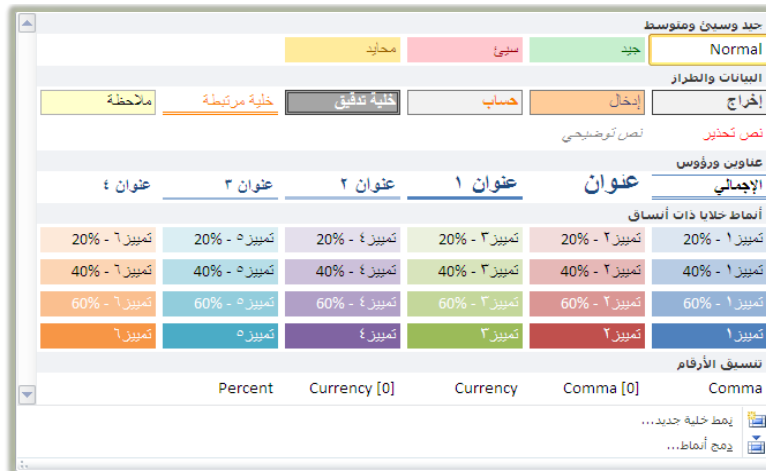 جيد وسيئ ومتوسط
Normal جيد سيئ محايد
البيانات والطراز
إخراج إدخال حساب خلية تدقيق خلية مرتبطة ملاحظة
نص تحذير نص توضيحي
عناوين ورؤوس
الإجمالي عنوان عنوان ١ عنوان ٢ عنوان ٣ عنوان ٤
أنماط خلايا ذات أنساق
تمييز١ - 20% تمييز٢ - 20% تمييز٣ - 20% تمييز٤ - 20% تمييز٥ - 20% تمييز٦ - 20%
تمييز١ - 40% تمييز٢ - 40% تمييز٣ - 40% تمييز٤ - 40% تمييز٥ - 40% تمييز٦ - 40%
تمييز١ - 60% تمييز٢ - 60% تمييز٣ - 60% تمييز٤ - 60% تمييز٥ - 60% تمييز٦ - 60%
تمييز١ تمييز٢ تمييز٣ تمييز٤ تمييز٥ تمييز٦
تنسيق الأرقام
Comma Comma [0] Currency Currency [0] Percent
نمط خلية جديد...
دمج أنماط...